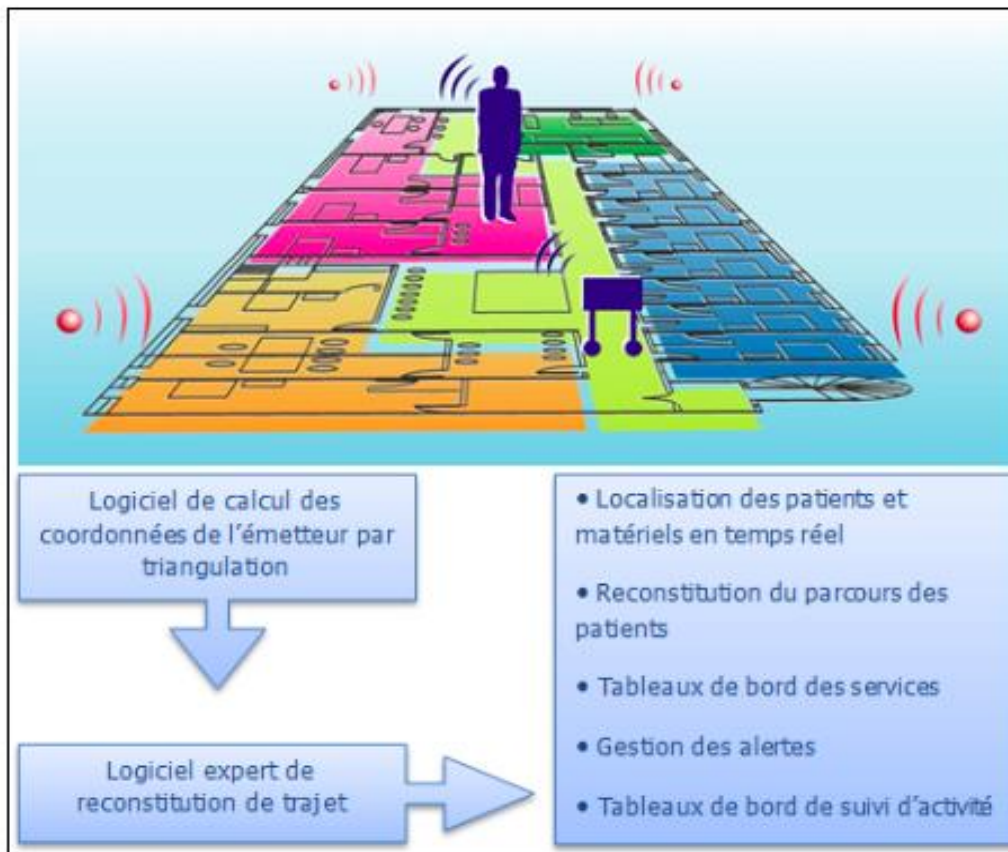 Logiciel de calcul des
coordonnées de l'émetteur par
triangulation
Logiciel expert de
reconstitution de trajet
• Localisation des patients et
matériels en temps réel
• Reconstitution du parcours des
patients
• Tableaux de bord des services
• Gestion des alertes
• Tableaux de bord de suivi d'activité